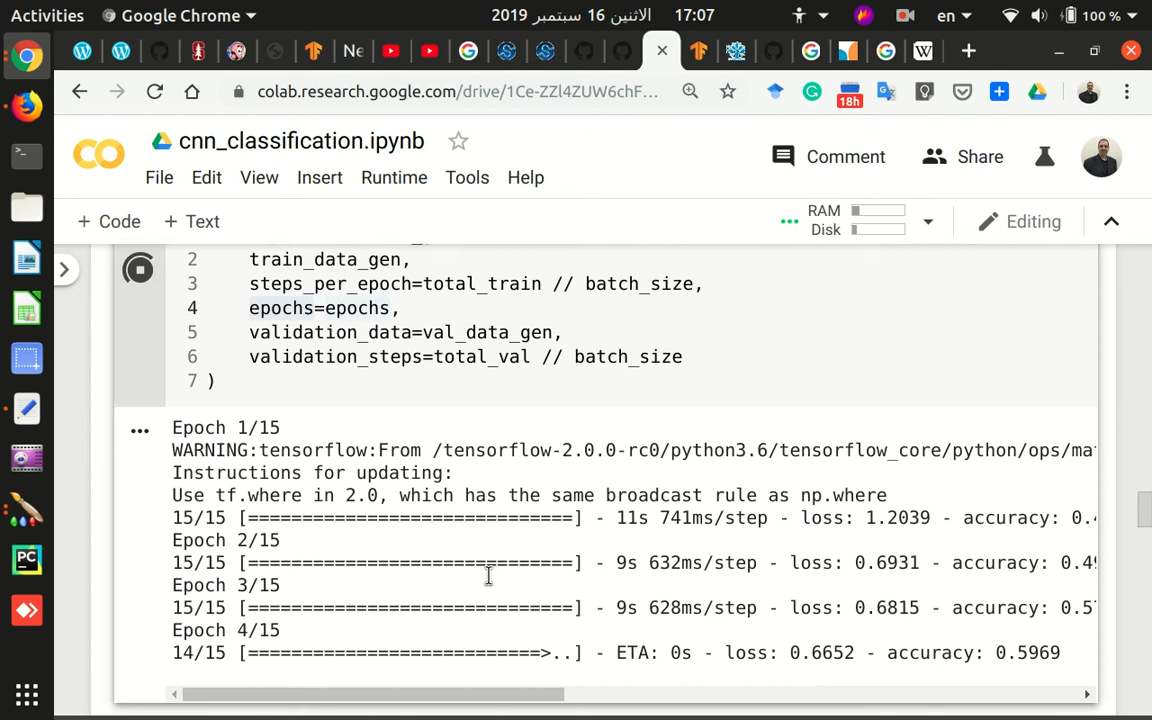 Activities
Google Chrome
الاثنين 16 سبتمبر 2019
17:07
en
100 %
Ne
W
colab.research.google.com/drive/1Ce-ZZl4ZUW6chF...
18h
CO
cnn_classification.ipynb
Comment
Share
File Edit View Insert Runtime Tools Help
+ Code + Text
RAM
Disk
Editing
2 train_data_gen,
3 steps_per_epoch=total_train // batch_size,
4 epochs=epochs,
5 validation_data=val_data_gen,
6 validation_steps=total_val // batch_size
7 )
Epoch 1/15
WARNING:tensorflow:From /tensorflow-2.0.0-rc0/python3.6/tensorflow_core/python/ops/ma
Instructions for updating:
Use tf.where in 2.0, which has the same broadcast rule as np.where
15/15 [==============================] - 11s 741ms/step - loss: 1.2039 - accuracy: 0.
Epoch 2/15
15/15 [==============================] - 9s 632ms/step - loss: 0.6931 - accuracy: 0.49
Epoch 3/15
15/15 [==============================] - 9s 628ms/step - loss: 0.6815 - accuracy: 0.5
Epoch 4/15
14/15 [===========================>..] - ETA: 0s - loss: 0.6652 - accuracy: 0.5969
PC